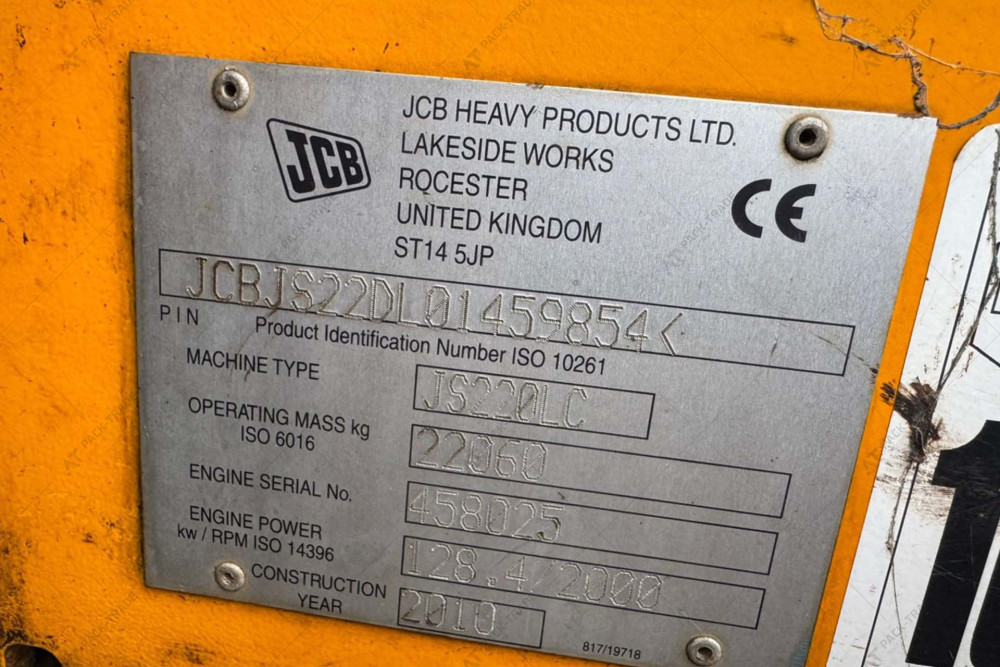 JCB HEAVY PRODUCTS LTD.
JCB
LAKESIDE WORKS
ROCESTER
UNITED KINGDOM
ST14 5JP
CE
JCBJS22DL01459854<
PIN
Product Identification Number ISO 10261
MACHINE TYPE
JS220LC
OPERATING MASS kg
ISO 6016
22060
ENGINE SERIAL No.
458025
ENGINE POWER
kw / RPM ISO 14396
128.4/2000
CONSTRUCTION
YEAR
2010
817/19718